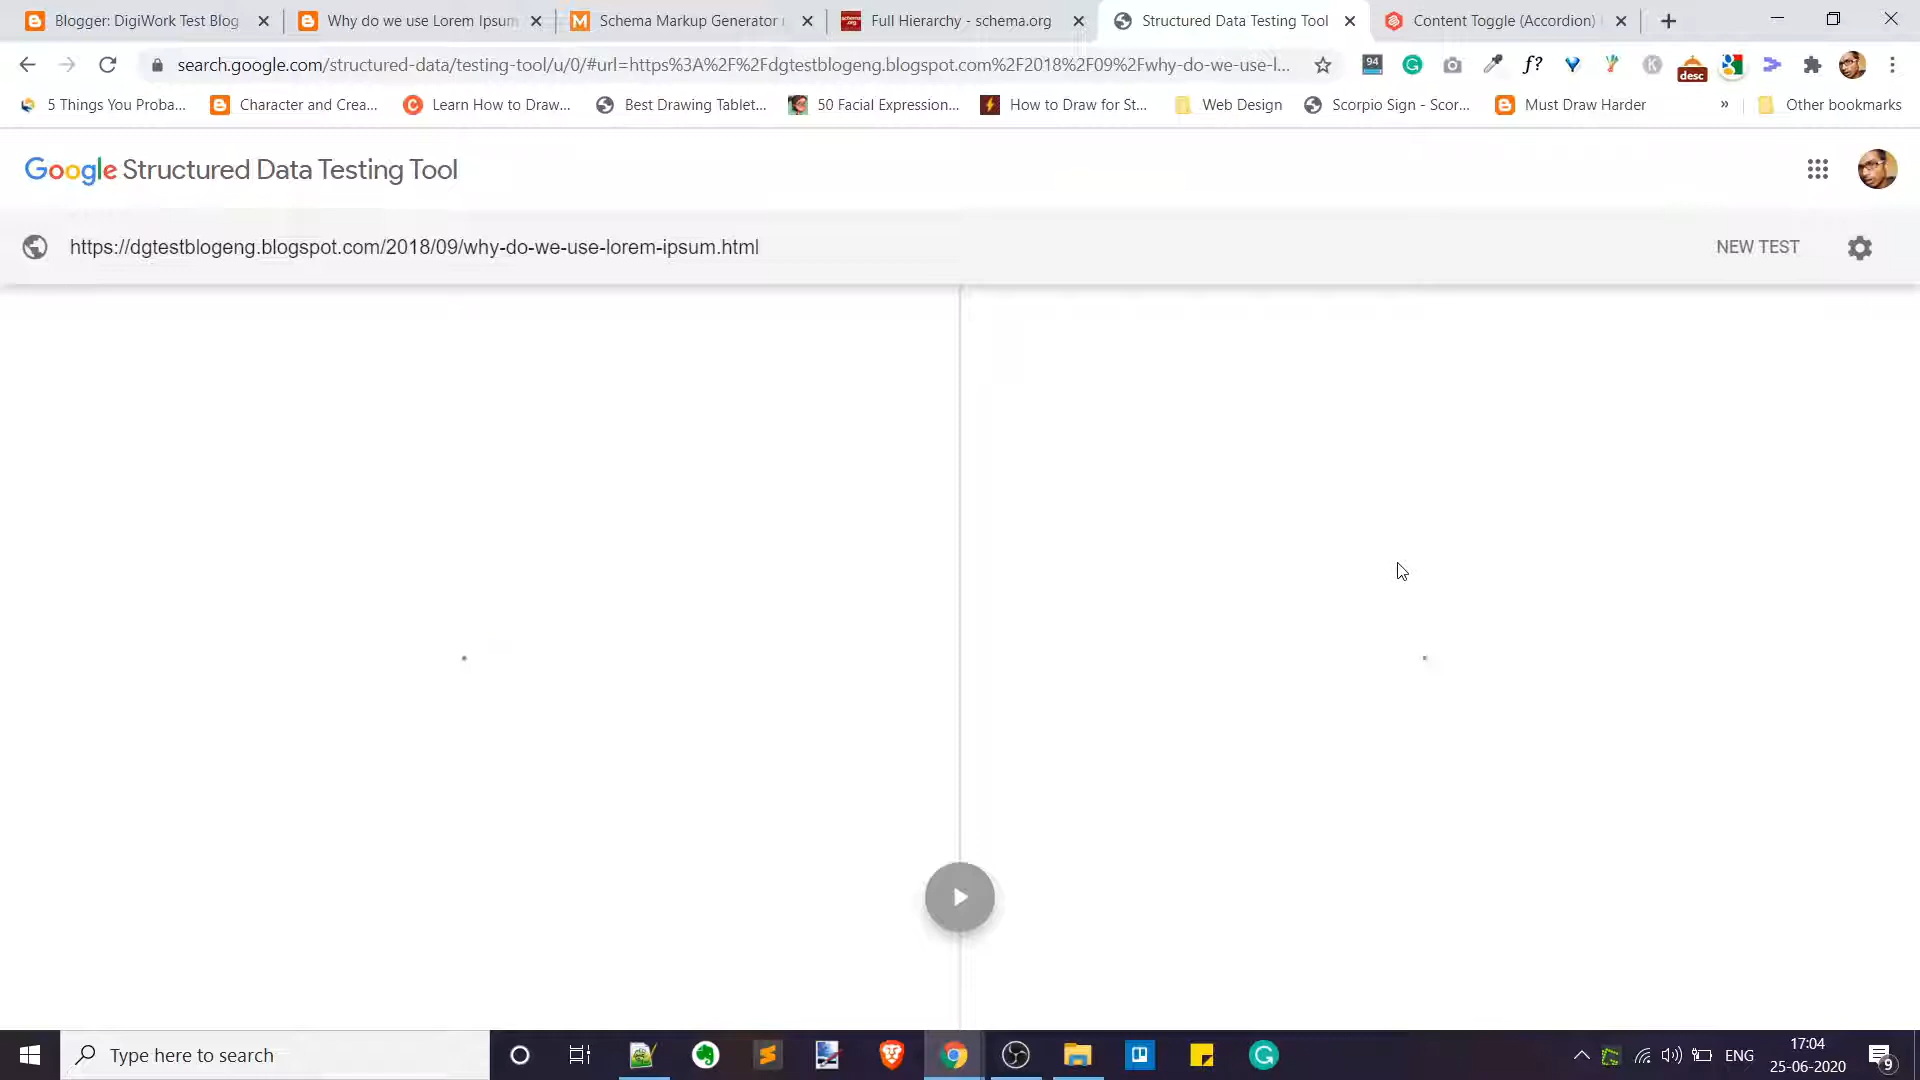 Blogger: DigiWork Test Blog
Why do we use Lorem Ipsum
Schema Markup Generator
Full Hierarchy - schema.org
Structured Data Testing Tool
Content Toggle (Accordion)
search.google.com/structured-data/testing-tool/u/0/#url=https%3A%2F%2Fdgtestblogeng.blogspot.com%2F2018%2F09%2Fwhy-do-we-use-l...
94
f?
K
desc
5 Things You Proba...
Character and Crea...
Learn How to Draw...
Best Drawing Tablet...
50 Facial Expression...
How to Draw for St...
Web Design
Scorpio Sign - Scor...
Must Draw Harder
»
Other bookmarks
Google Structured Data Testing Tool
https://dgtestblogeng.blogspot.com/2018/09/why-do-we-use-lorem-ipsum.html
NEW TEST
Type here to search
ENG
17:04
25-06-2020
9